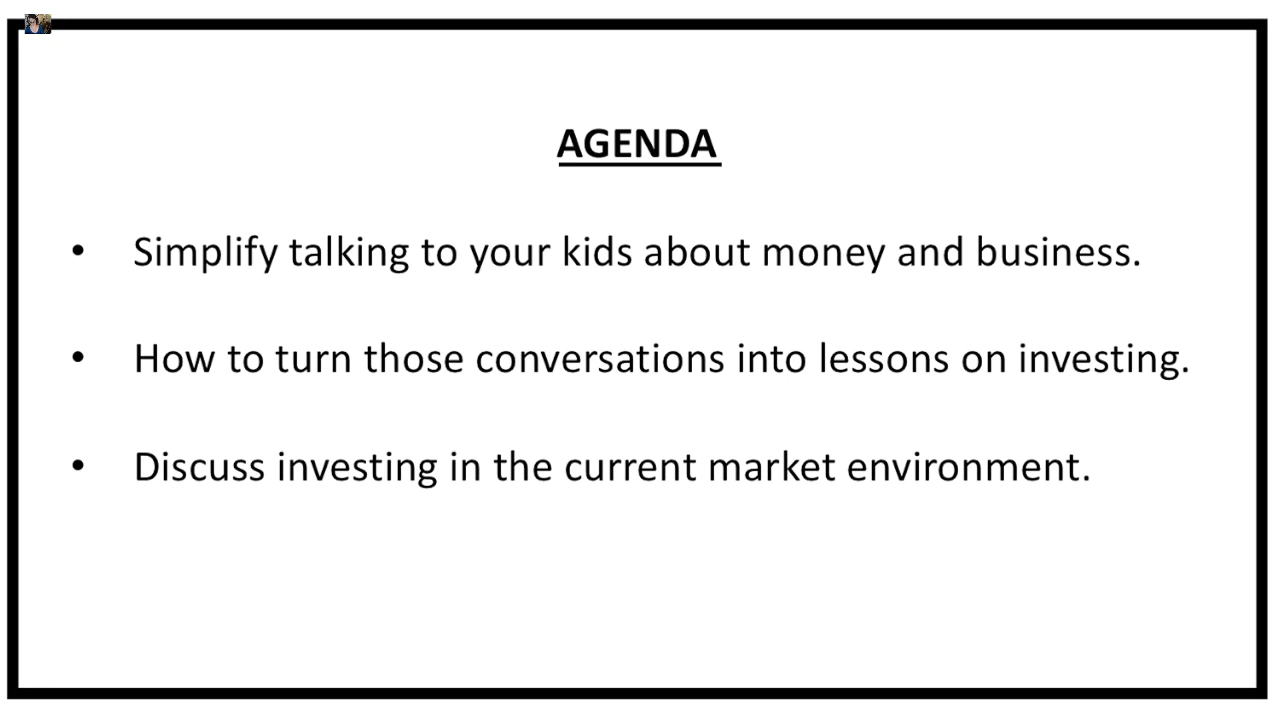 AGENDA
• Simplify talking to your kids about money and business.
• How to turn those conversations into lessons on investing.
• Discuss investing in the current market environment.